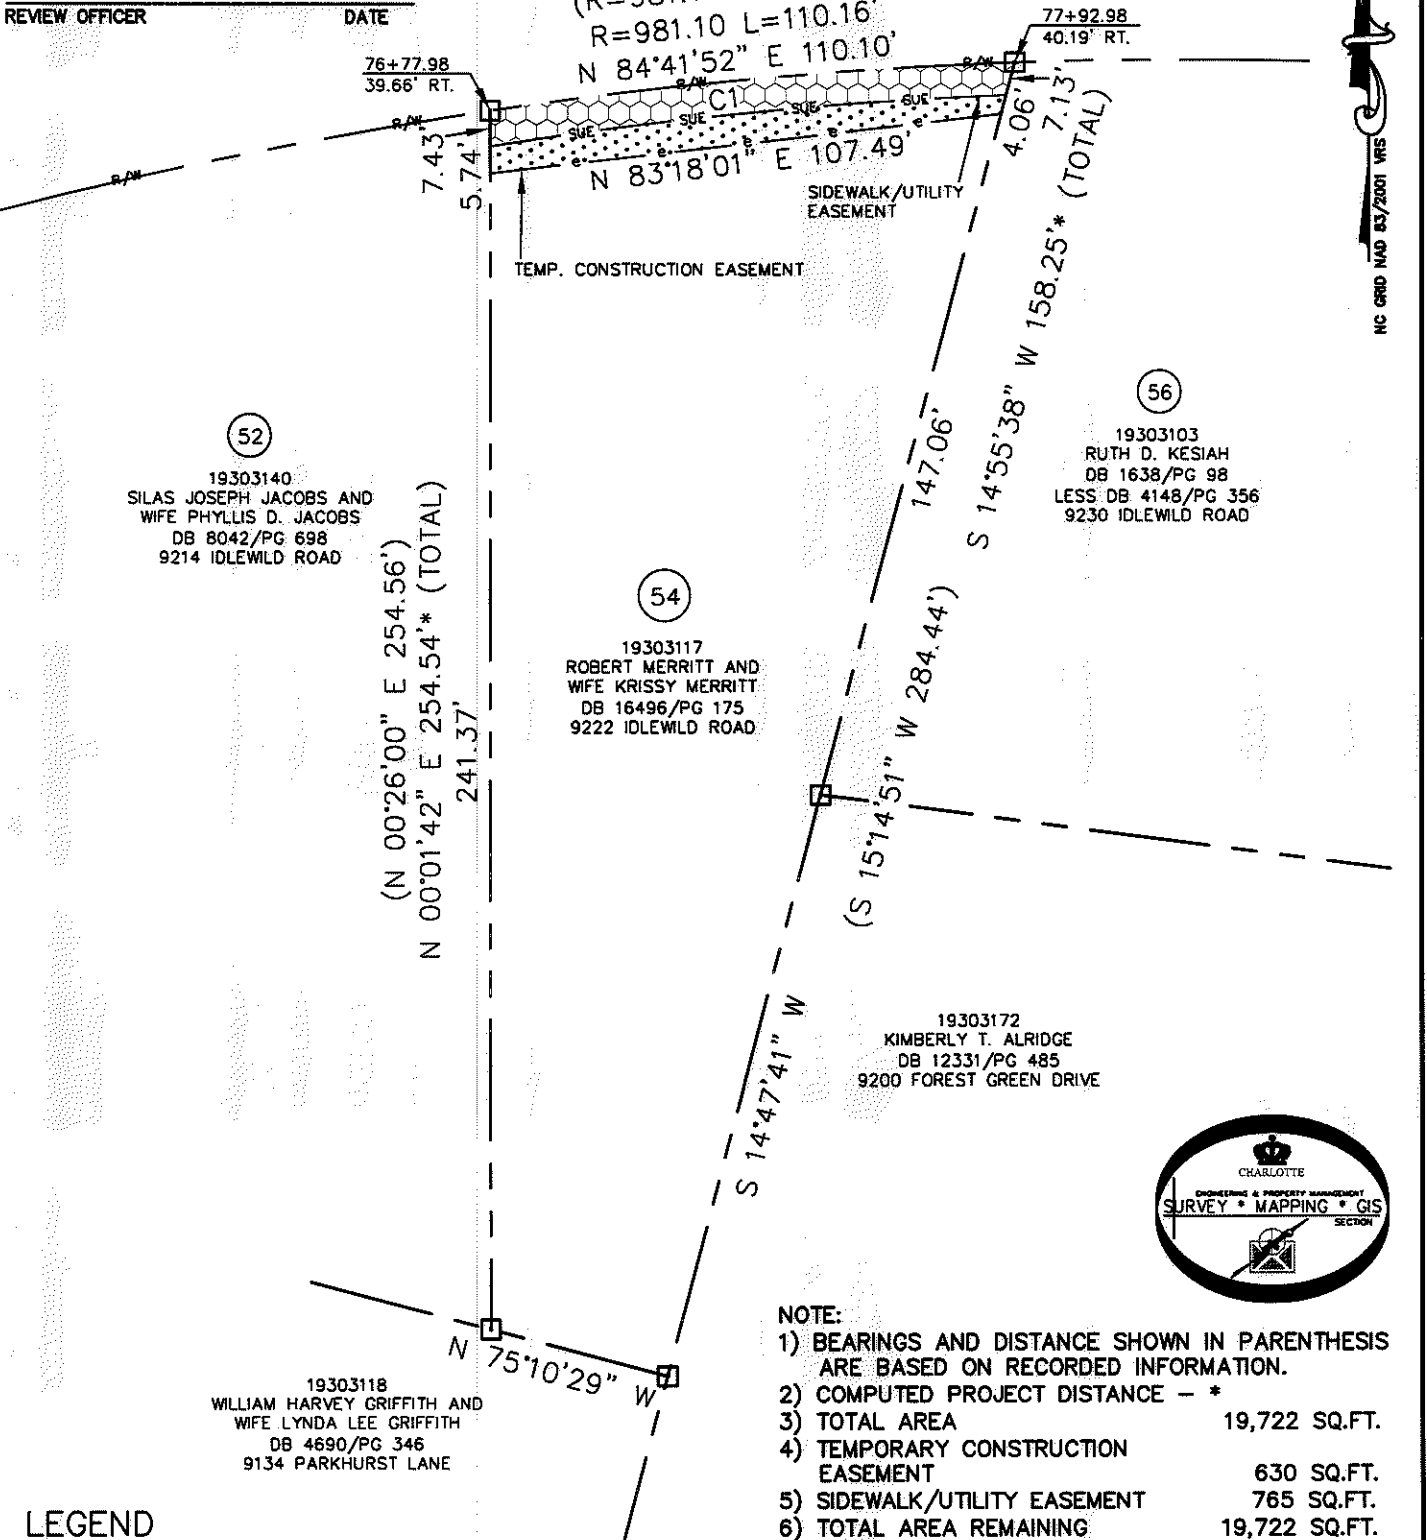 REVIEW OFFICER DATE
R=981.10 L=110.16'
N 84°41'52" E 110.10'
76+77.98
39.66' RT.
77+92.98
40.19' RT.
R/W
R/W
R/W
R/W
C1
SUE
SUE
SUE
SUE
e e e e e e
N 83°18'01" E 107.49'
7.43'
5.74'
4.06'
7.13'
SIDEWALK/UTILITY
EASEMENT
TEMP. CONSTRUCTION EASEMENT
NC GRID NAD 83/2001 VRS
S 14°55'38" W 158.25'* (TOTAL)
147.06'
(S 15°14'51" W 284.44')
52
19303140
SILAS JOSEPH JACOBS AND
WIFE PHYLLIS D. JACOBS
DB 8042/PG 698
9214 IDLEWILD ROAD
(N 00°26'00" E 254.56')
N 00°01'42" E 254.54'* (TOTAL)
241.37'
54
19303117
ROBERT MERRITT AND
WIFE KRISSY MERRITT
DB 16496/PG 175
9222 IDLEWILD ROAD
56
19303103
RUTH D. KESIAH
DB 1638/PG 98
LESS DB 4148/PG 356
9230 IDLEWILD ROAD
S 14°47'41" W
19303172
KIMBERLY T. ALRIDGE
DB 12331/PG 485
9200 FOREST GREEN DRIVE
CHARLOTTE
ENGINEERING & PROPERTY MANAGEMENT
SURVEY * MAPPING * GIS
SECTION
N 75°10'29" W
19303118
WILLIAM HARVEY GRIFFITH AND
WIFE LYNDA LEE GRIFFITH
DB 4690/PG 346
9134 PARKHURST LANE
NOTE:
1) BEARINGS AND DISTANCE SHOWN IN PARENTHESIS
ARE BASED ON RECORDED INFORMATION.
2) COMPUTED PROJECT DISTANCE – *
3) TOTAL AREA 19,722 SQ.FT.
4) TEMPORARY CONSTRUCTION
EASEMENT 630 SQ.FT.
5) SIDEWALK/UTILITY EASEMENT 765 SQ.FT.
6) TOTAL AREA REMAINING 19,722 SQ.FT.
LEGEND